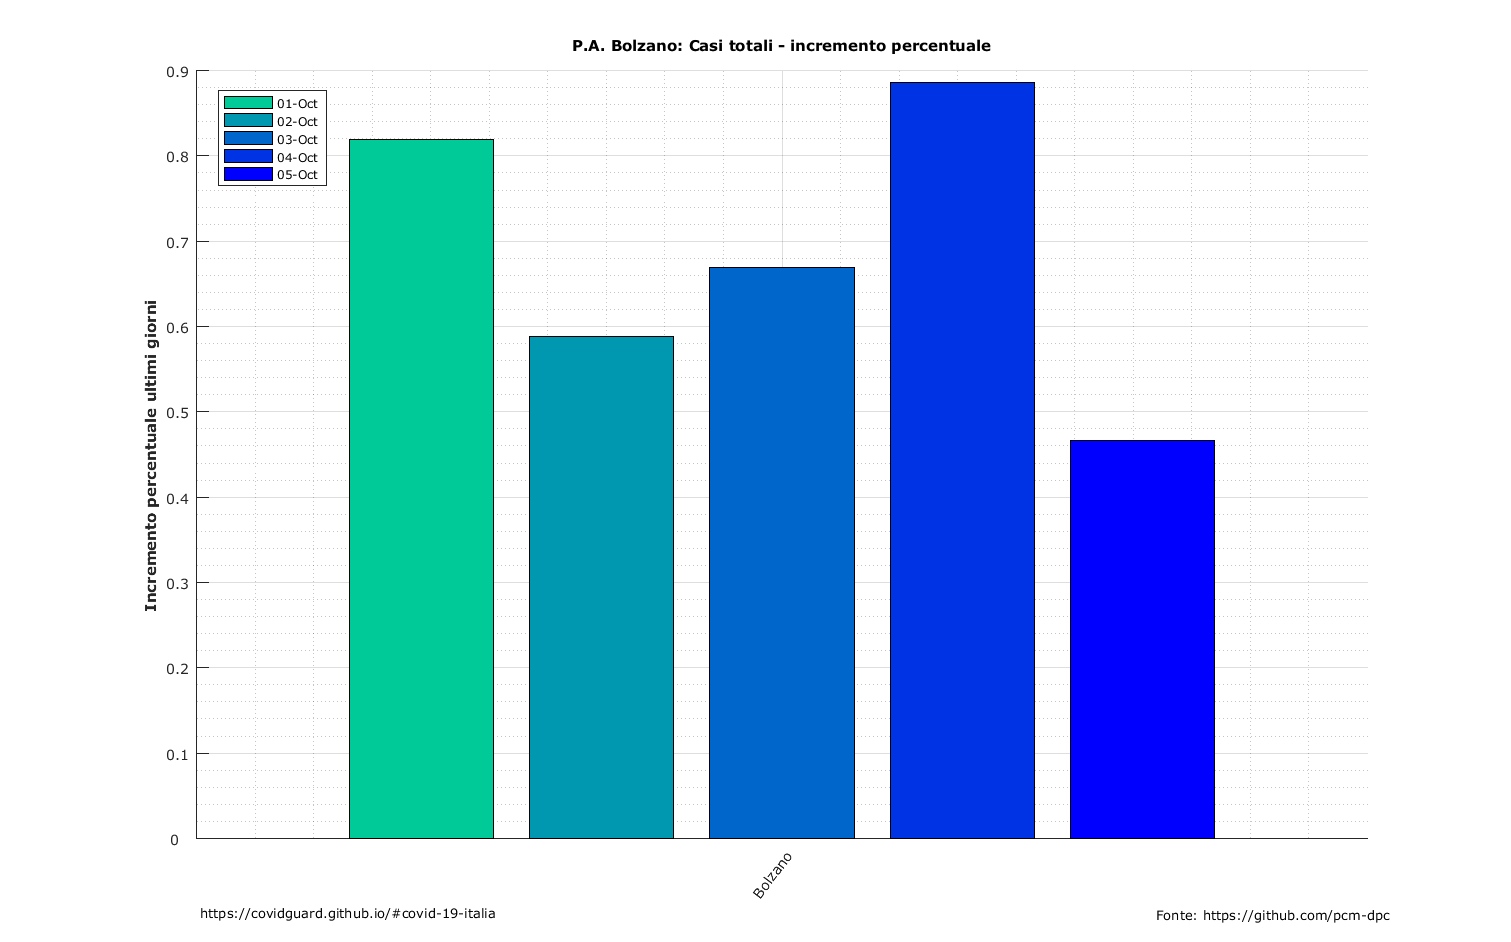 P.A. Bolzano: Casi totali - incremento percentuale
Incremento percentuale ultimi giorni
0.9
0.8
0.7
0.6
0.5
0.4
0.3
0.2
0.1
0
01-Oct
02-Oct
03-Oct
04-Oct
05-Oct
Bolzano
https://covidguard.github.io/#covid-19-italia
Fonte: https://github.com/pcm-dpc